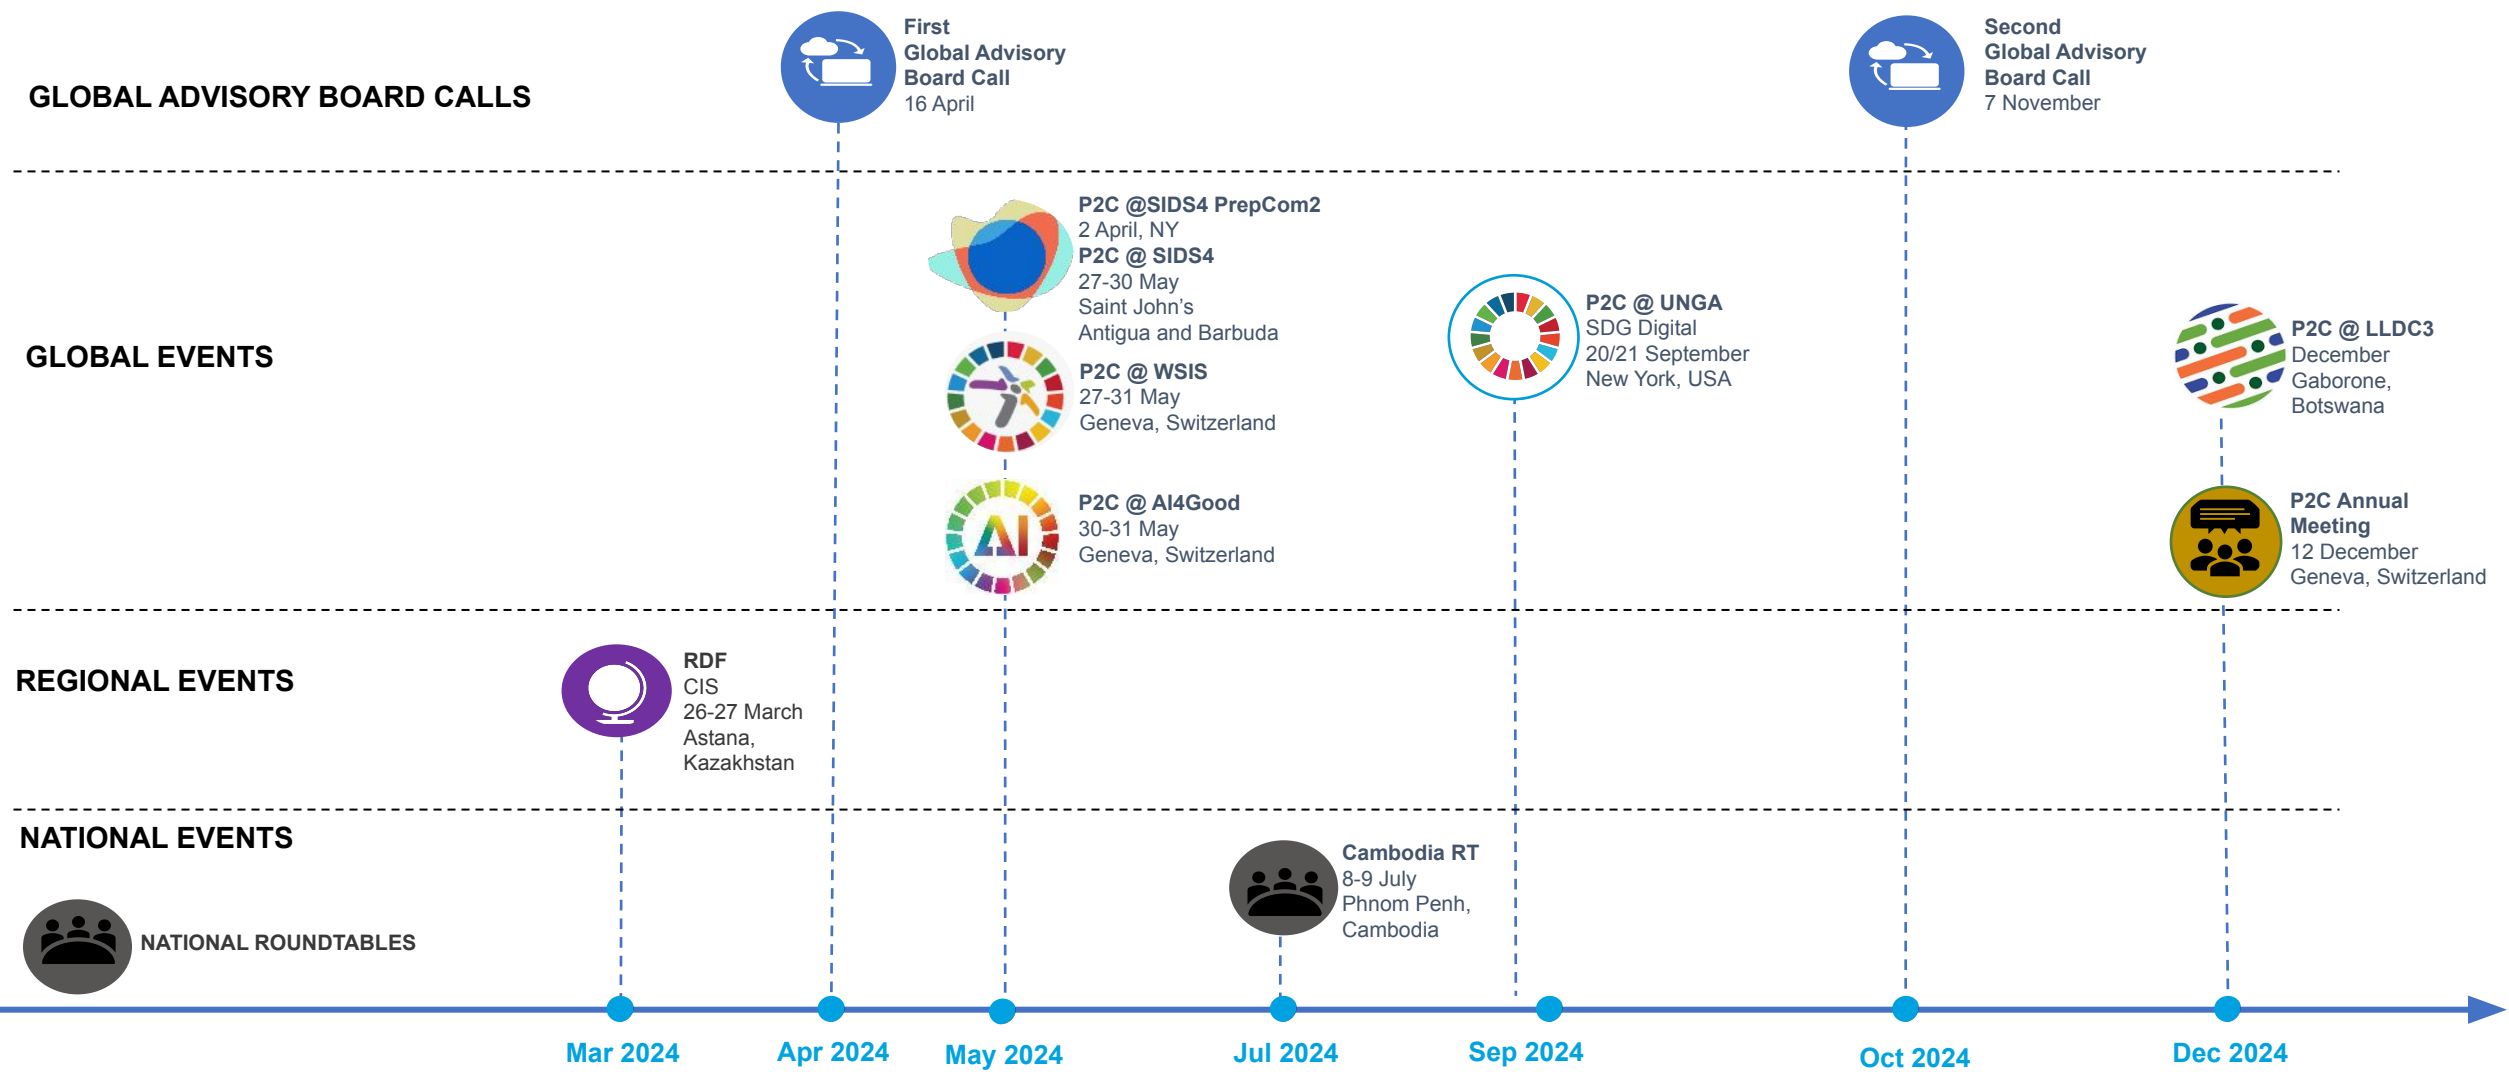 GLOBAL ADVISORY BOARD CALLS
First
Global Advisory
Board Call
16 April
Second
Global Advisory
Board Call
7 November
GLOBAL EVENTS
P2C @SIDS4 PrepCom2
2 April, NY
P2C @ SIDS4
27-30 May
Saint John’s
Antigua and Barbuda
P2C @ WSIS
27-31 May
Geneva, Switzerland
AI
P2C @ AI4Good
30-31 May
Geneva, Switzerland
P2C @ UNGA
SDG Digital
20/21 September
New York, USA
P2C @ LLDC3
December
Gaborone,
Botswana
P2C Annual
Meeting
12 December
Geneva, Switzerland
REGIONAL EVENTS
RDF
CIS
26-27 March
Astana,
Kazakhstan
NATIONAL EVENTS
NATIONAL ROUNDTABLES
Cambodia RT
8-9 July
Phnom Penh,
Cambodia
Mar 2024
Apr 2024
May 2024
Jul 2024
Sep 2024
Oct 2024
Dec 2024